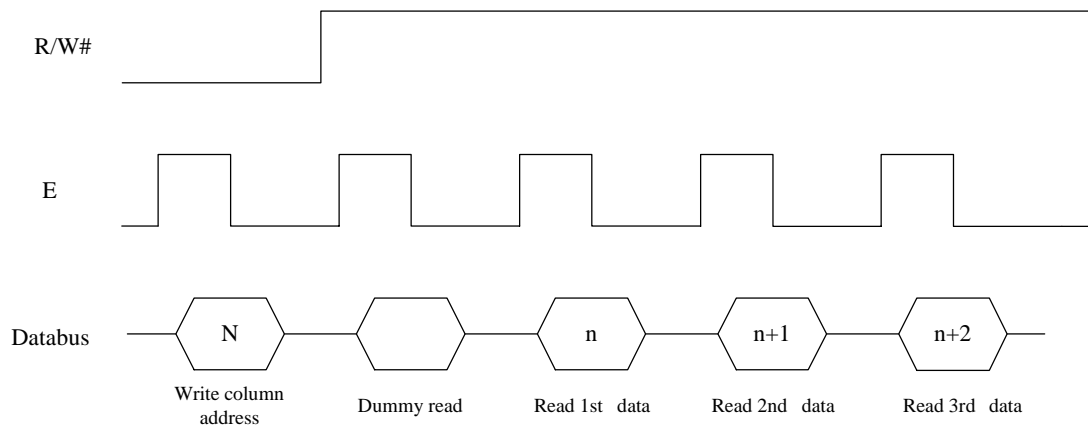 R/W#
E
Databus
N
n
n+1
n+2
Write column
address
Dummy read
Read 1st data
Read 2nd data
Read 3rd data